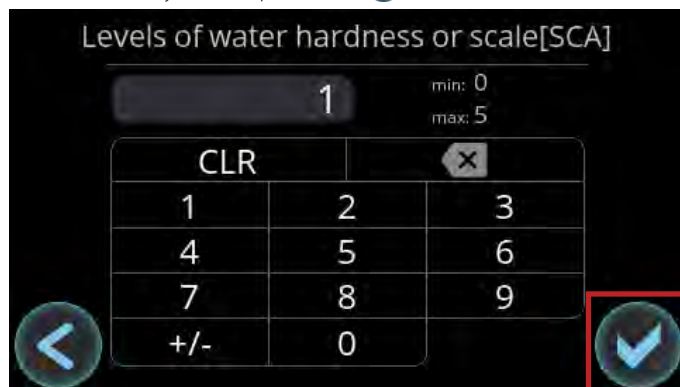 Levels of water hardness or scale[SCA]
1
min: 0
max: 5
CLR
1 2 3
4 5 6
7 8 9
+/- 0